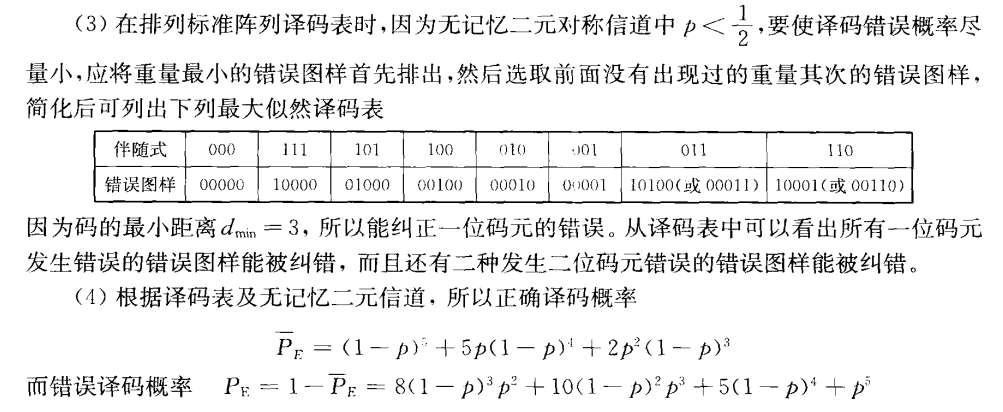 (3) 在排列标准阵列译码表时,因为无记忆二元对称信道中 p < 1/2,要使译码错误概率尽
量小,应将重量最小的错误图样首先排出,然后选取前面没有出现过的重量其次的错误图样,
简化后可列出下列最大似然译码表
伴随式 000 111 101 100 010 001 011 110
错误图样 00000 10000 01000 00100 00010 00001 10100(或 00011) 10001(或 00110)
因为码的最小距离 d_min = 3, 所以能纠正一位码元的错误。从译码表中可以看出所有一位码元
发生错误的错误图样能被纠错, 而且还有二种发生二位码元错误的错误图样能被纠错。
(4) 根据译码表及无记忆二元信道, 所以正确译码概率
P̅_E = (1 − p)⁵ + 5p(1 − p)⁴ + 2p²(1 − p)³
而错误译码概率 P_E = 1 − P̅_E = 8(1 − p)³p² + 10(1 − p)²p³ + 5(1 − p)⁴ + p⁵